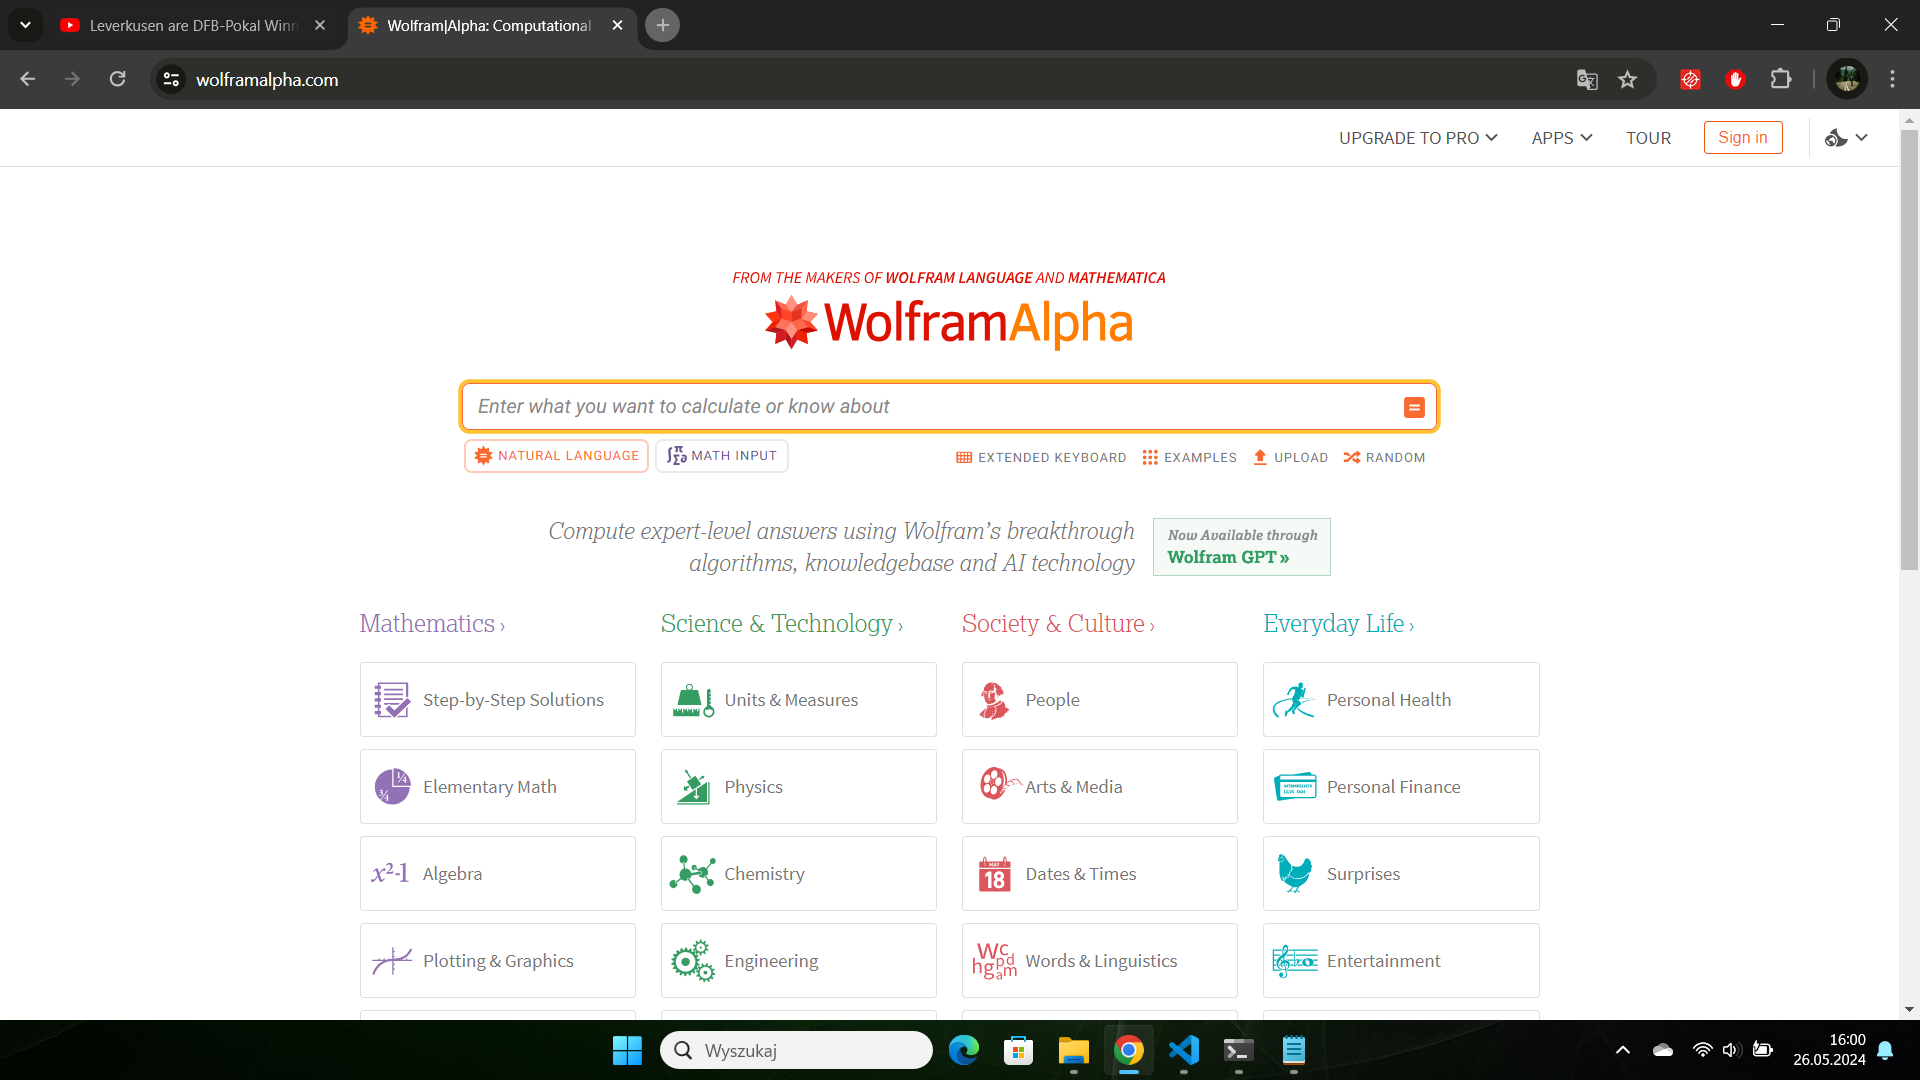 Leverkusen are DFB-Pokal Winn
Wolfram|Alpha: Computational
wolframalpha.com
UPGRADE TO PRO
APPS
TOUR
Sign in
FROM THE MAKERS OF WOLFRAM LANGUAGE AND MATHEMATICA
WolframAlpha
Enter what you want to calculate or know about
NATURAL LANGUAGE
MATH INPUT
EXTENDED KEYBOARD
EXAMPLES
UPLOAD
RANDOM
Compute expert-level answers using Wolfram's breakthrough
algorithms, knowledgebase and AI technology
Now Available through
Wolfram GPT »
Mathematics ›
Science & Technology ›
Society & Culture ›
Everyday Life ›
Step-by-Step Solutions
Units & Measures
People
Personal Health
Elementary Math
Physics
Arts & Media
Personal Finance
x²-1
Algebra
Chemistry
MAY
18
Dates & Times
Surprises
Plotting & Graphics
Engineering
Words & Linguistics
Entertainment
Wyszukaj
16:00
26.05.2024